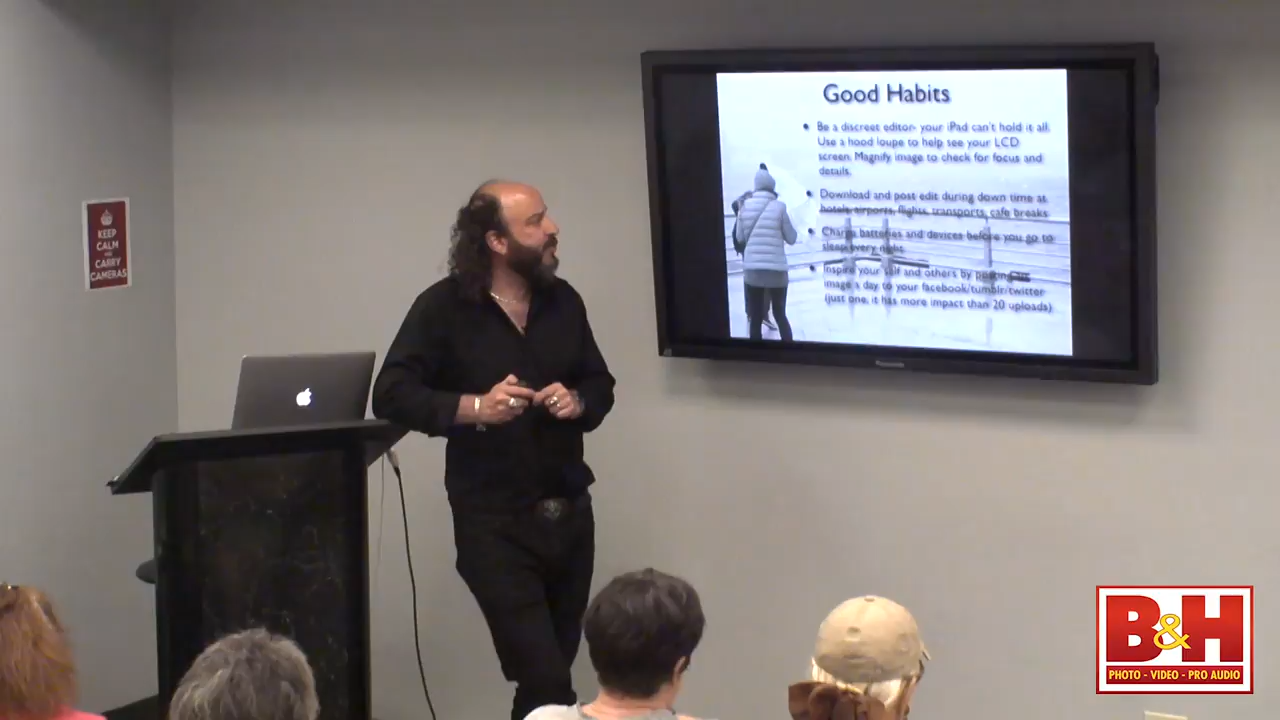 Good Habits
• Be a discreet editor- your iPad can't hold it all.
Use a hood loupe to help see your LCD
screen. Magnify image to check for focus and
details.
• Download and post edit during down time at
hotels, airports, flights, transports, cafe breaks
• Charge batteries and devices before you go to
sleep every night.
• Inspire your self and others by posting
image a day to your facebook/tumblr/twitter
(just one, it has more impact than 20 uploads)
KEEP
CALM
AND
CARRY
CAMERAS
Panasonic
B&H
PHOTO - VIDEO - PRO AUDIO